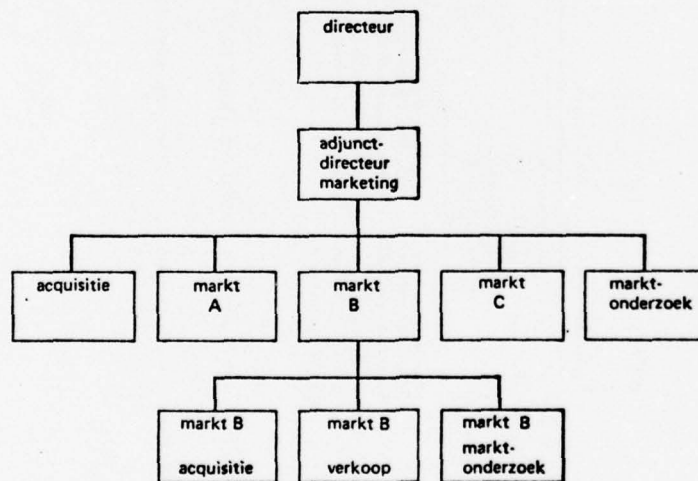 directeur
adjunct-
directeur
marketing
acquisitie
markt
A
markt
B
markt
C
markt-
onderzoek
markt B
acquisitie
markt B
verkoop
markt B
markt-
onderzoek